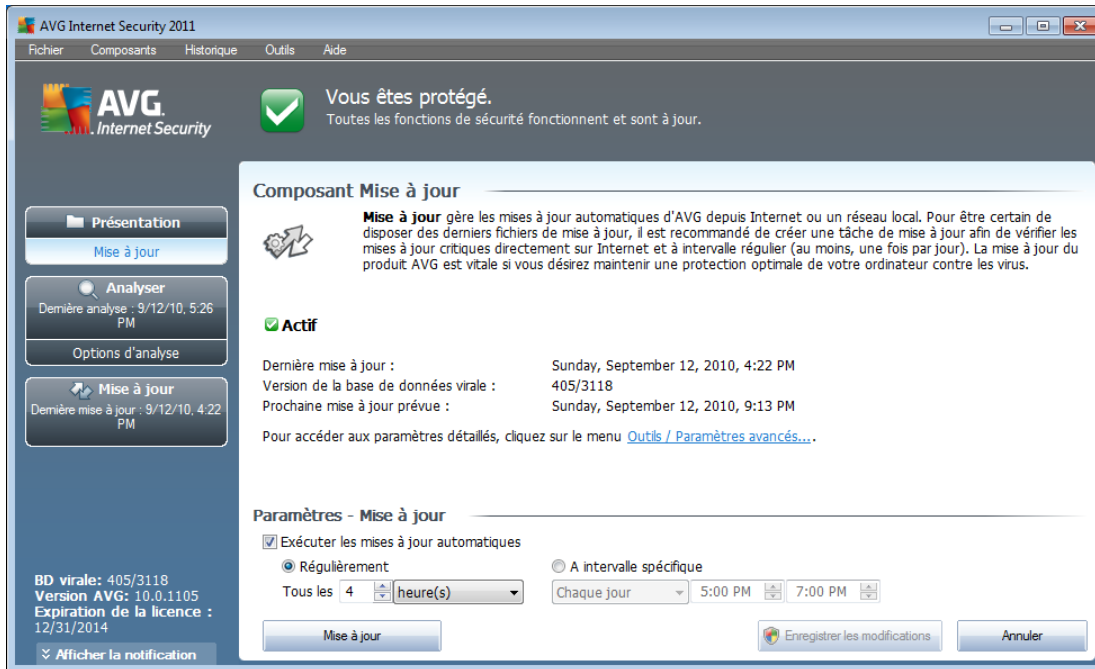 AVG Internet Security 2011
Fichier Composants Historique Outils Aide
AVG.
Internet Security
Vous êtes protégé.
Toutes les fonctions de sécurité fonctionnent et sont à jour.
Présentation
Mise à jour
Analyser
Dernière analyse : 9/12/10, 5:26
PM
Options d'analyse
Mise à jour
Dernière mise à jour : 9/12/10, 4:22
PM
BD virale: 405/3118
Version AVG: 10.0.1105
Expiration de la licence :
12/31/2014
Afficher la notification
Composant Mise à jour
Mise à jour gère les mises à jour automatiques d'AVG depuis Internet ou un réseau local. Pour être certain de
disposer des derniers fichiers de mise à jour, il est recommandé de créer une tâche de mise à jour afin de vérifier les
mises à jour critiques directement sur Internet et à intervalle régulier (au moins, une fois par jour). La mise à jour du
produit AVG est vitale si vous désirez maintenir une protection optimale de votre ordinateur contre les virus.
Actif
Dernière mise à jour : Sunday, September 12, 2010, 4:22 PM
Version de la base de données virale : 405/3118
Prochaine mise à jour prévue : Sunday, September 12, 2010, 9:13 PM
Pour accéder aux paramètres détaillés, cliquez sur le menu Outils / Paramètres avancés... .
Paramètres - Mise à jour
Exécuter les mises à jour automatiques
Régulièrement A intervalle spécifique
Tous les 4 heure(s) Chaque jour 5:00 PM 7:00 PM
Mise à jour Enregistrer les modifications Annuler